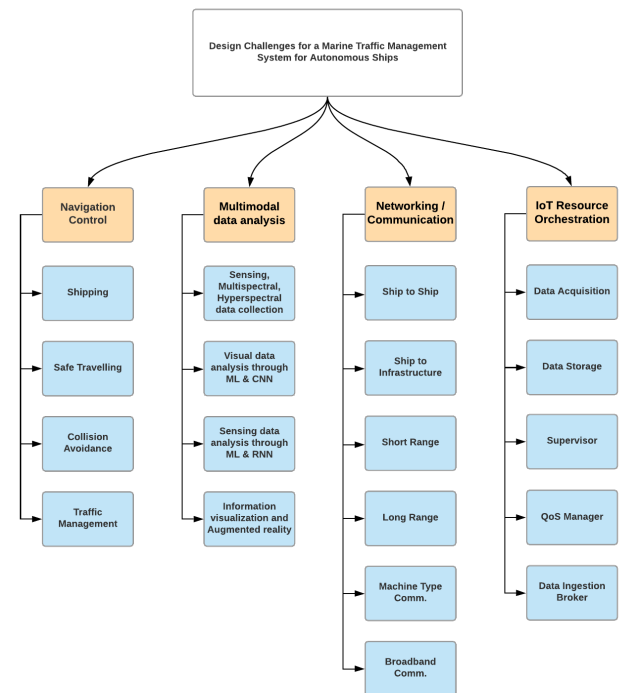 Design Challenges for a Marine Traffic Management
System for Autonomous Ships
Navigation
Control
Shipping
Safe Travelling
Collision
Avoidance
Traffic
Management
Multimodal
data analysis
Sensing,
Multispectral,
Hyperspectral
data collection
Visual data
analysis through
ML & CNN
Sensing data
analysis through
ML & RNN
Information
visualization and
Augmented reality
Networking /
Communication
Ship to Ship
Ship to
Infrastructure
Short Range
Long Range
Machine Type
Comm.
Broadband
Comm.
IoT Resource
Orchestration
Data Acquisition
Data Storage
Supervisor
QoS Manager
Data Ingestion
Broker